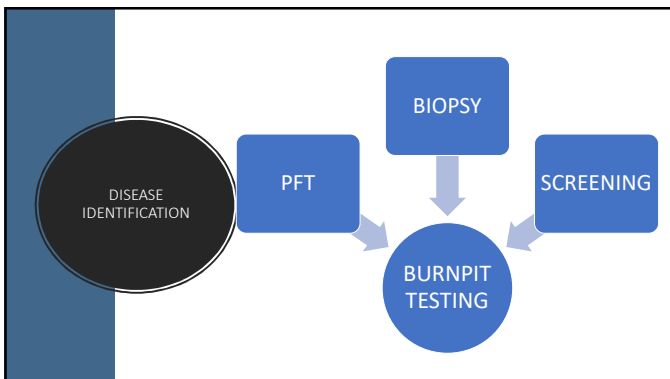 DISEASE
IDENTIFICATION
PFT
BIOPSY
SCREENING
BURNPIT
TESTING